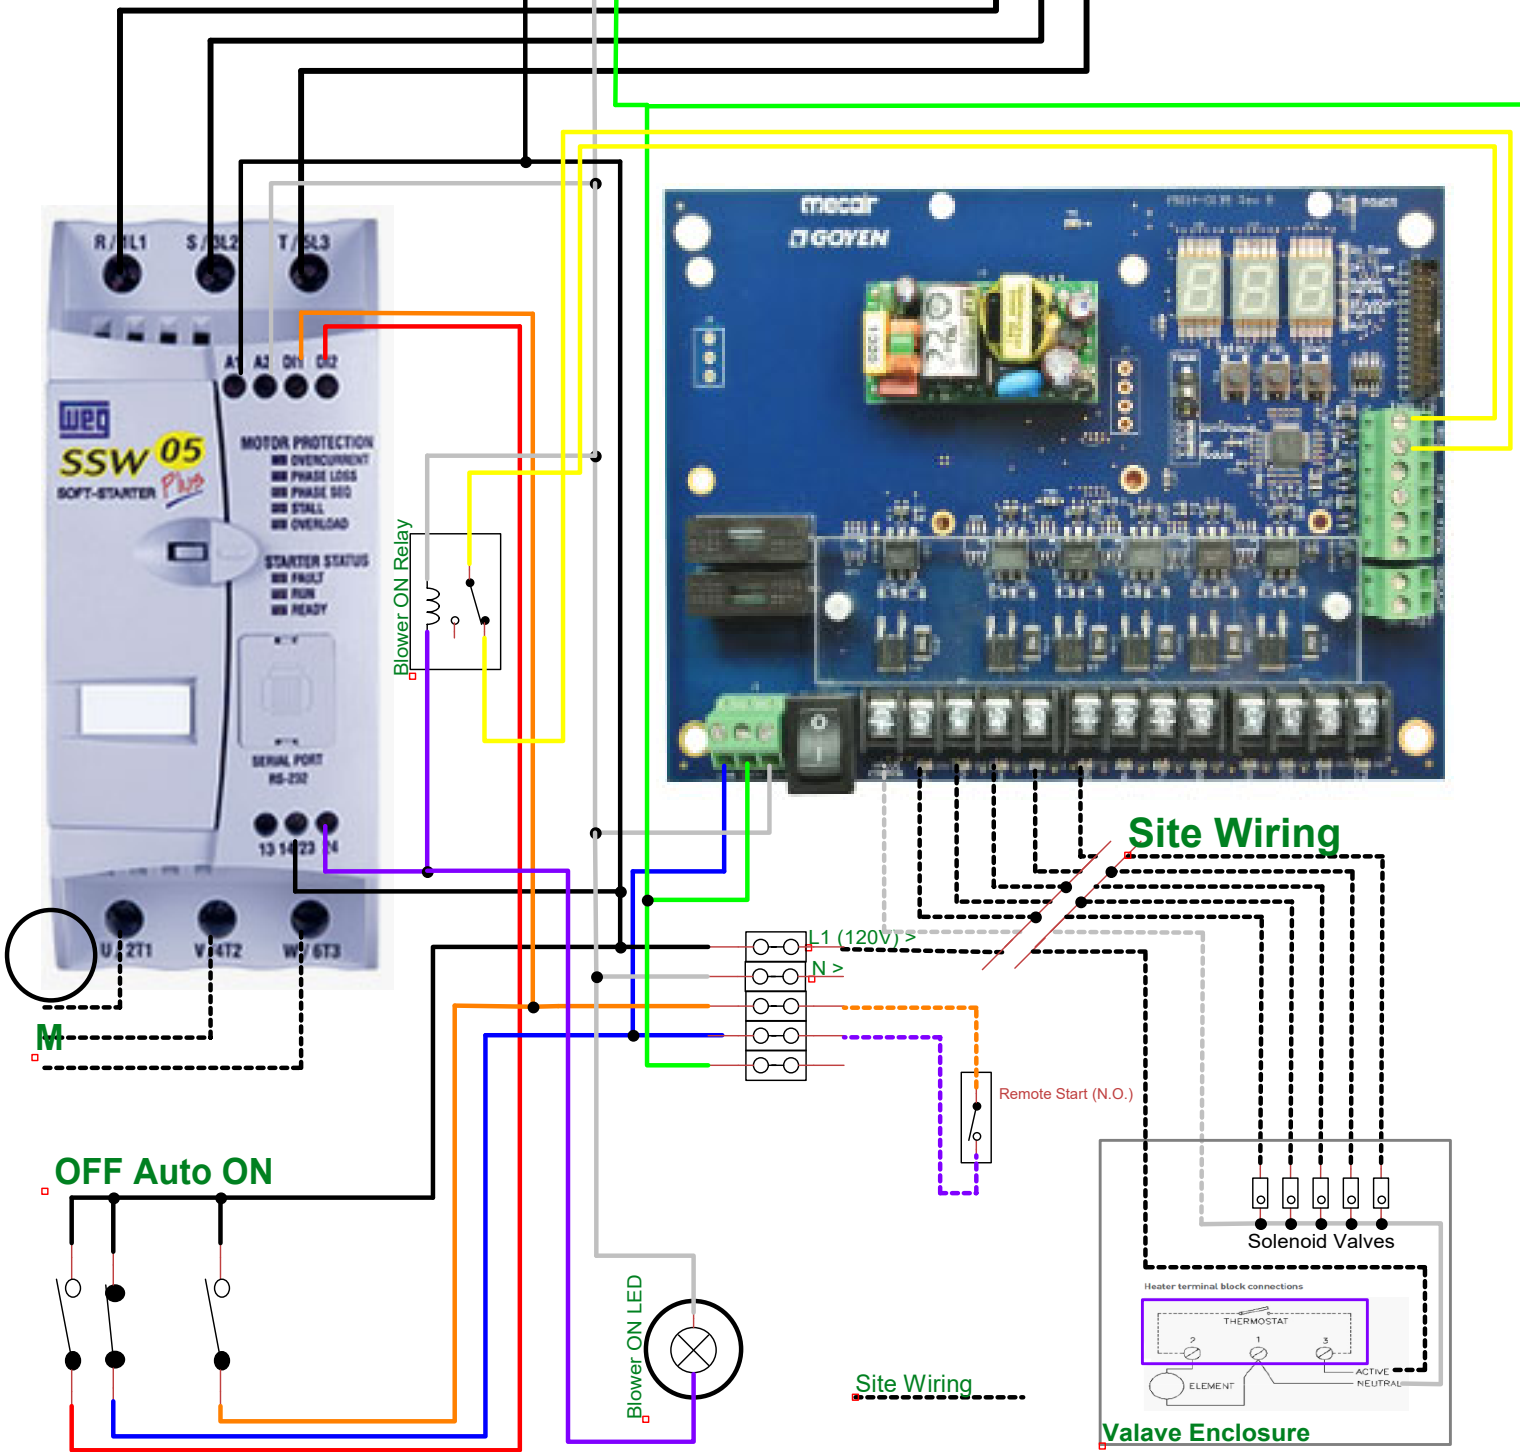 mecair
GOYEN
R / 1L1
S / 3L2
T / 5L3
A1
A2
DI1
DI2
weg
SSW 05
Plus
SOFT-STARTER
MOTOR PROTECTION
OVERCURRENT
PHASE LOSS
PHASE SEQ
STALL
OVERLOAD
STARTER STATUS
FAULT
RUN
READY
SERIAL PORT
RS-232
Blower ON Relay
13 14/23 24
U / 2T1
V / 4T2
W / 6T3
M
Site Wiring
L1 (120V) >
N >
Remote Start (N.O.)
OFF Auto ON
Blower ON LED
Site Wiring
Solenoid Valves
Heater terminal block connections
THERMOSTAT
2
1
3
ELEMENT
ACTIVE
NEUTRAL
Valave Enclosure
O
I